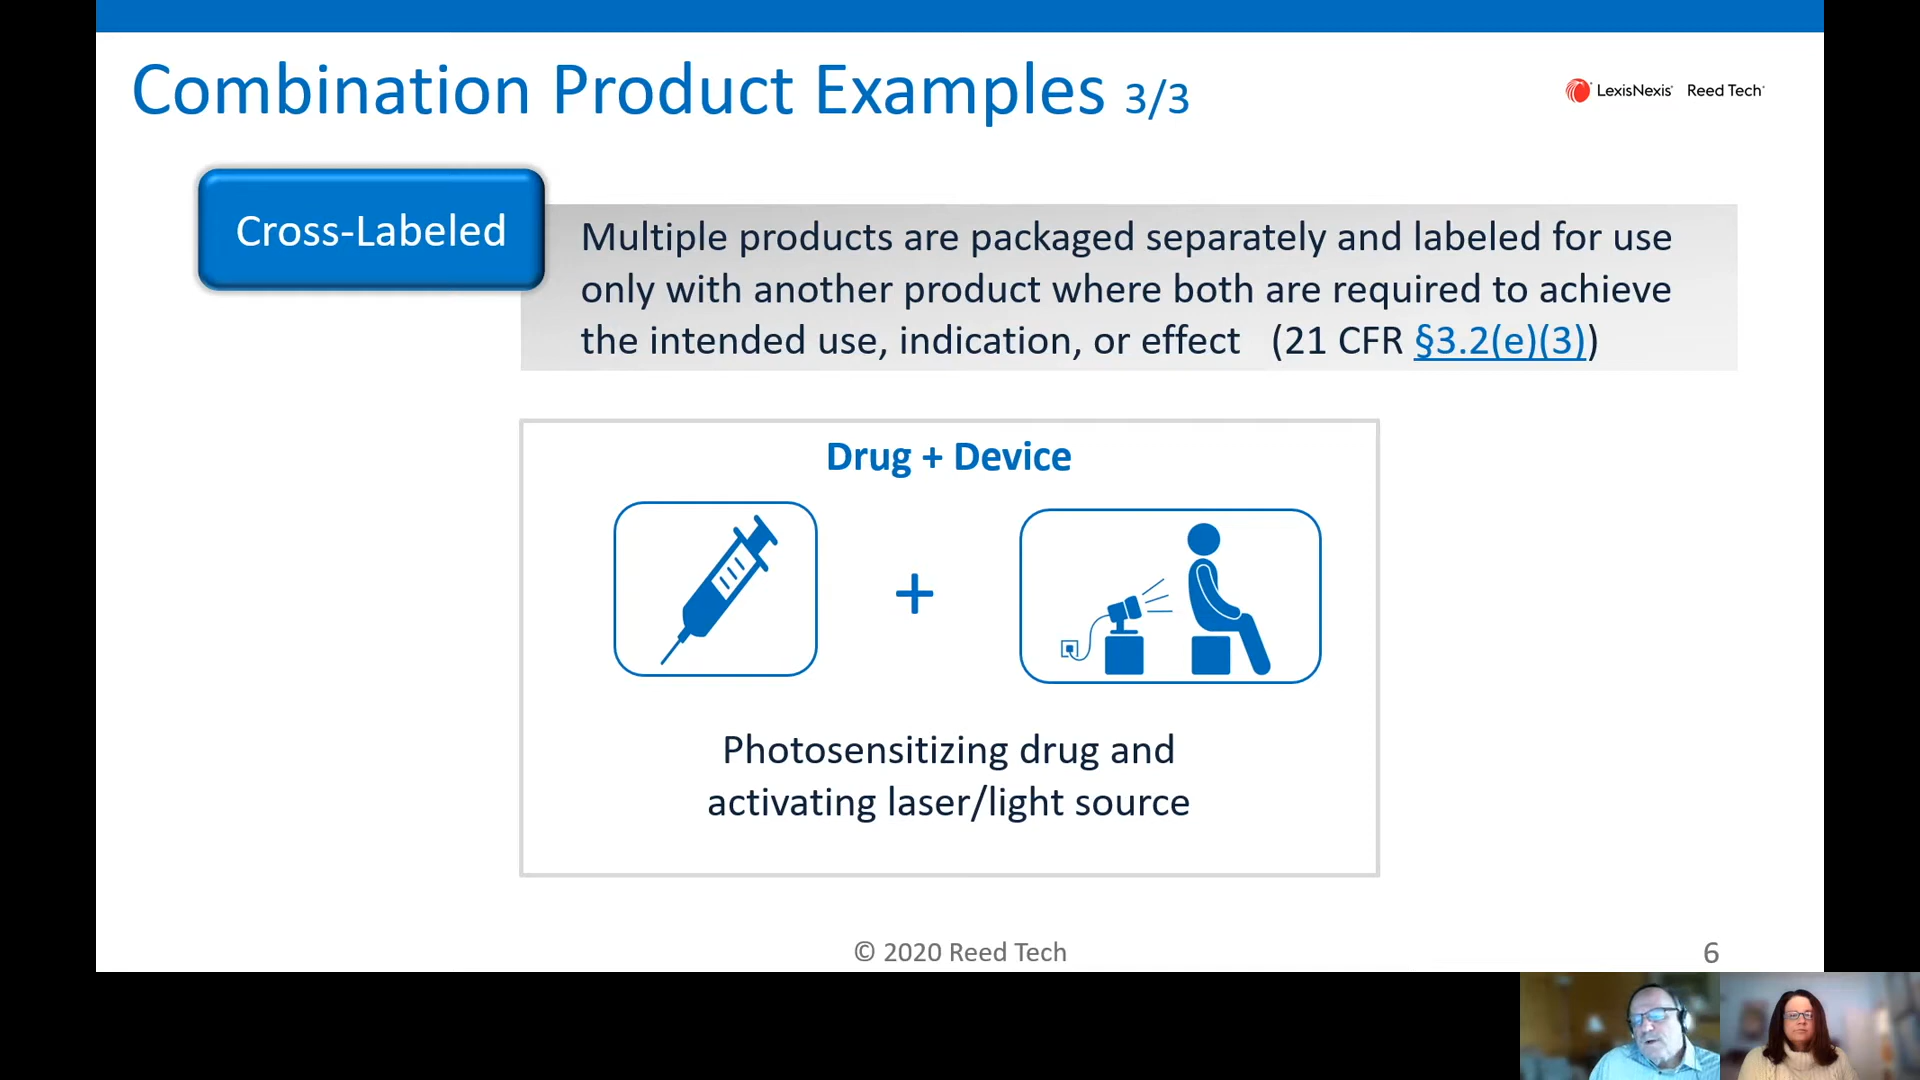 Combination Product Examples 3/3
LexisNexis® Reed Tech®
Cross-Labeled
Multiple products are packaged separately and labeled for use
only with another product where both are required to achieve
the intended use, indication, or effect (21 CFR §3.2(e)(3))
Drug + Device
+
Photosensitizing drug and
activating laser/light source
© 2020 Reed Tech
6